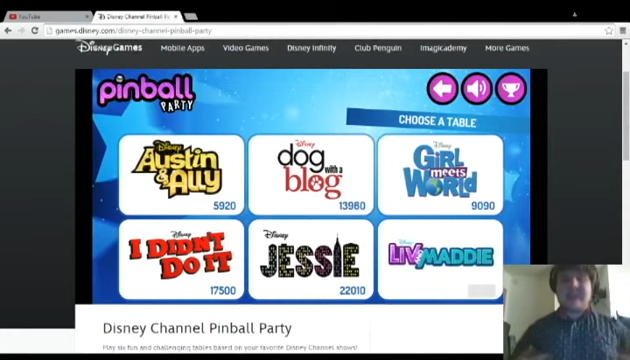 YouTube
Disney Channel Pinball Pa
games.disney.com/disney-channel-pinball-party
Disney Games Mobile Apps Video Games Disney Infinity Club Penguin Imagicademy More Games
pinball
PARTY
CHOOSE A TABLE
Disney
Austin & Ally
5920
Disney
dog with a blog
13980
Disney
GiRL meets World
9090
Disney
I DIDN'T DO IT
17500
Disney
JESSIE
22010
Disney
LIV and MADDIE
Disney Channel Pinball Party
Play six fun and challenging tables based on your favorite Disney Channel shows!